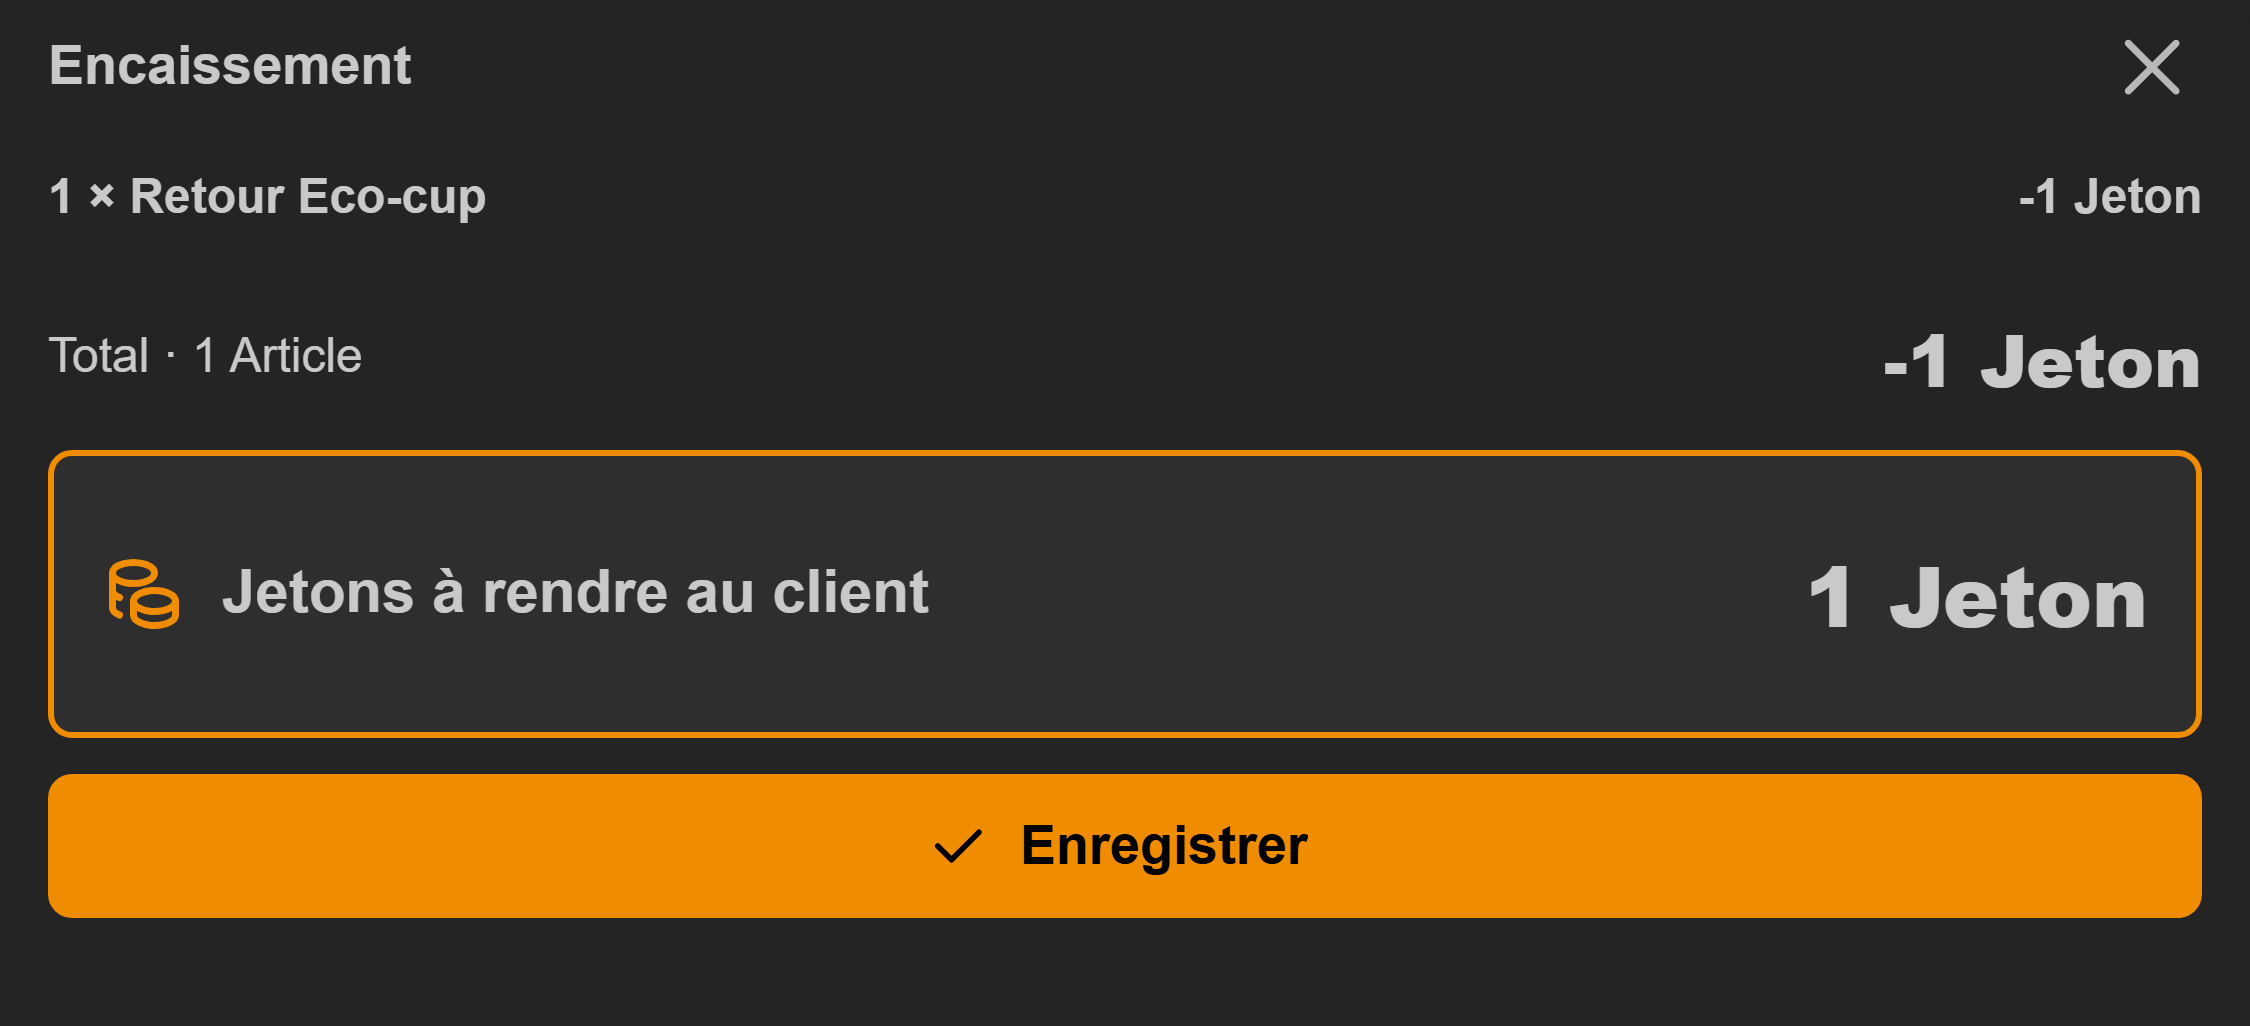 Encaissement
1 × Retour Eco-cup -1 Jeton
Total · 1 Article -1 Jeton
Jetons à rendre au client 1 Jeton
Enregistrer